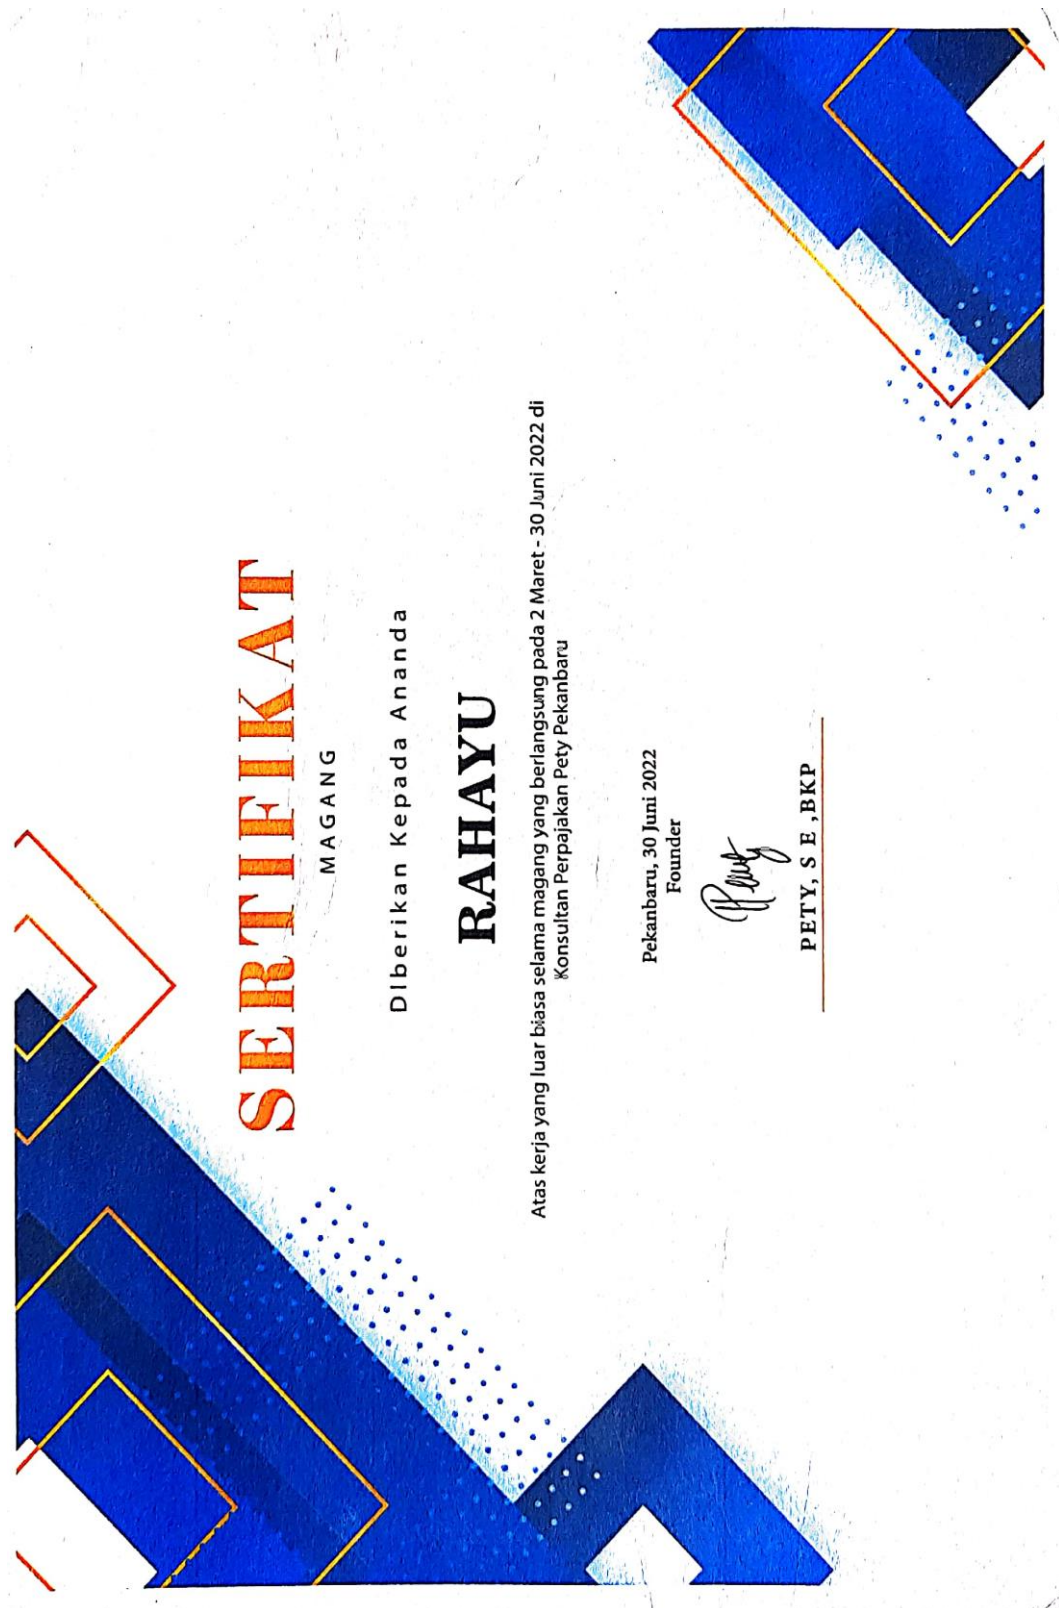 SERTIFIKAT
MAGANG
DIberikan Kepada Ananda
RAHAYU
Atas kerja yang luar biasa selama magang yang berlangsung pada 2 Maret - 30 Juni 2022 di
Konsultan Perpajakan Pety Pekanbaru
Pekanbaru, 30 Juni 2022
Founder
Pety
PETY, S E ,BKP